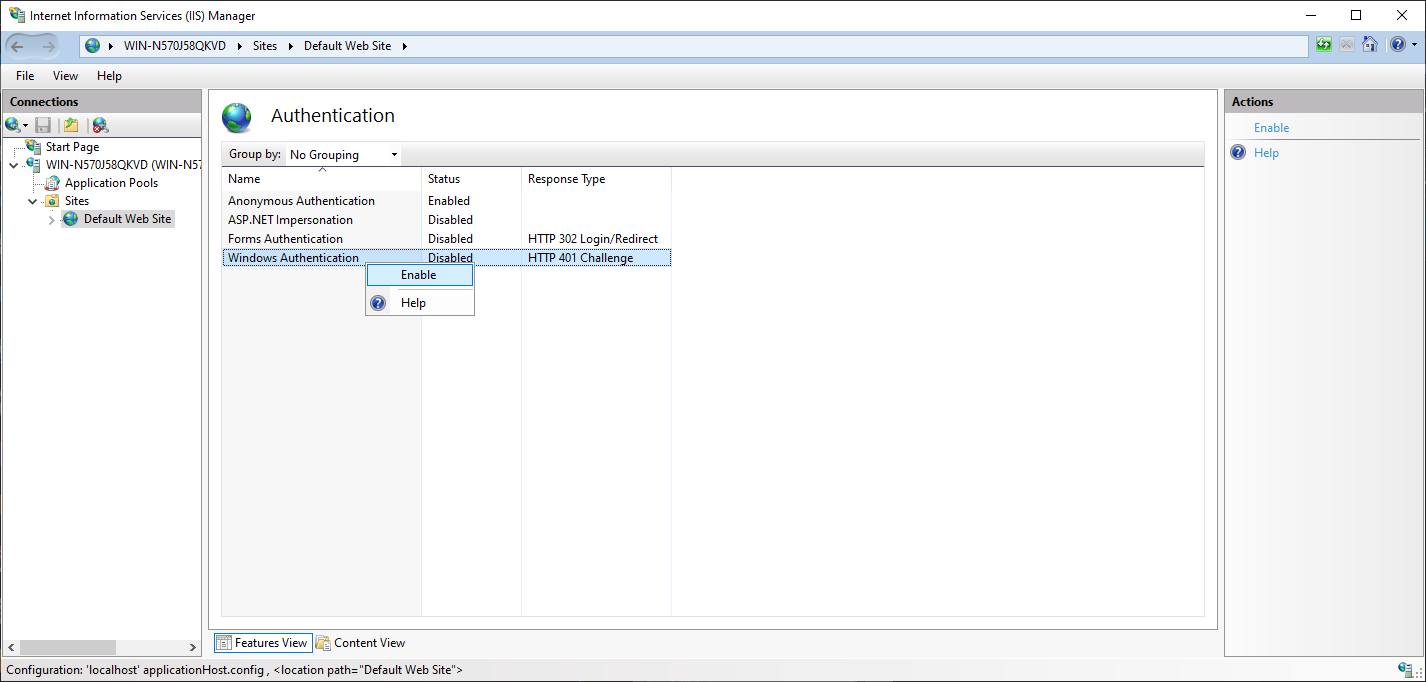 Internet Information Services (IIS) Manager
WIN-N570J58QKVD Sites Default Web Site
File View Help
Connections
Start Page
WIN-N570J58QKVD (WIN-N57
Application Pools
Sites
Default Web Site
Authentication
Group by: No Grouping
Name Status Response Type
Anonymous Authentication Enabled
ASP.NET Impersonation Disabled
Forms Authentication Disabled HTTP 302 Login/Redirect
Windows Authentication Disabled HTTP 401 Challenge
Enable
Help
Features View Content View
Actions
Enable
Help
Configuration: 'localhost' applicationHost.config , <location path="Default Web Site">